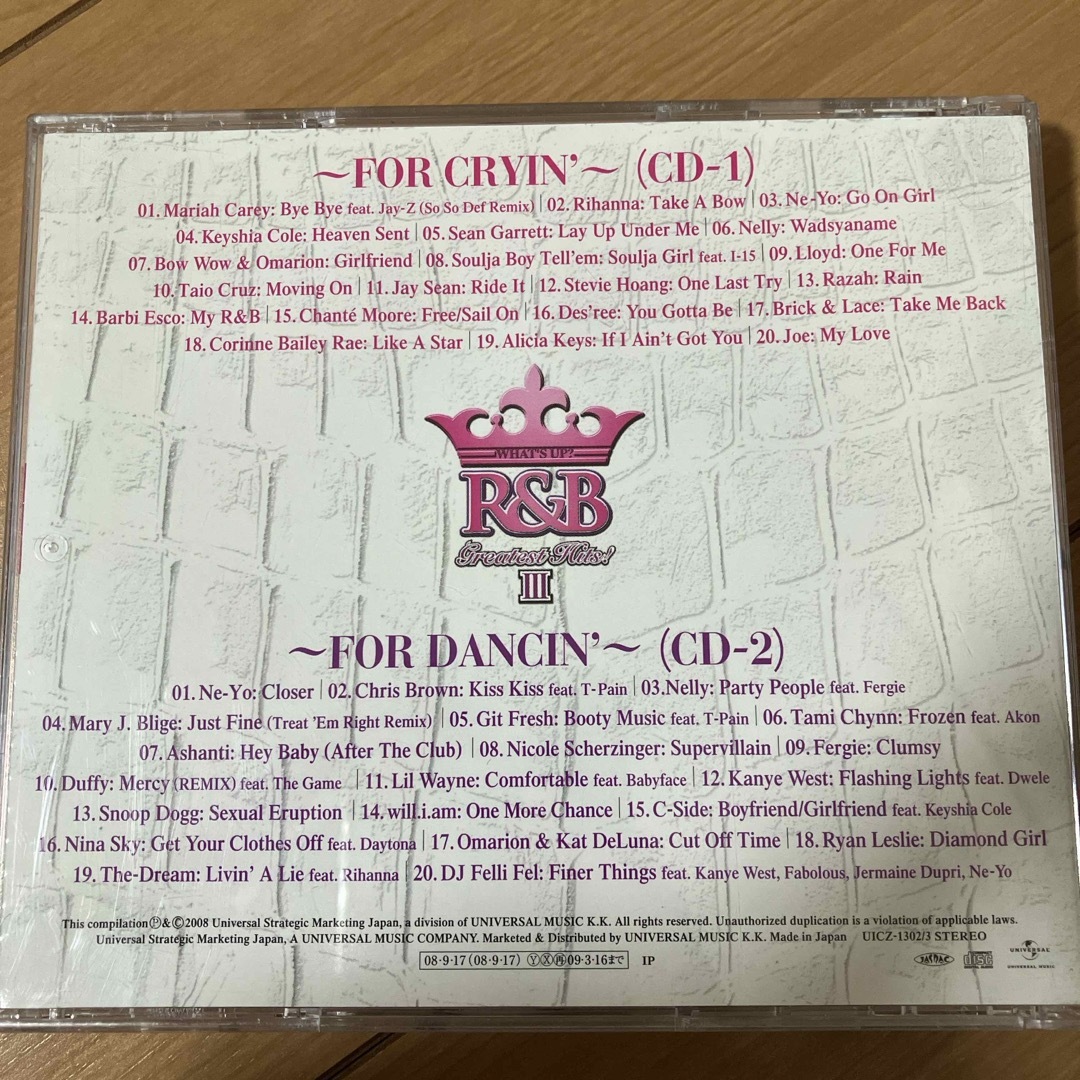 ~FOR CRYIN'~ (CD-1)
01. Mariah Carey: Bye Bye feat. Jay-Z (So So Def Remix) | 02. Rihanna: Take A Bow | 03. Ne-Yo: Go On Girl
04. Keyshia Cole: Heaven Sent | 05. Sean Garrett: Lay Up Under Me | 06. Nelly: Wadsyaname
07. Bow Wow & Omarion: Girlfriend | 08. Soulja Boy Tell'em: Soulja Girl feat. I-15 | 09. Lloyd: One For Me
10. Taio Cruz: Moving On | 11. Jay Sean: Ride It | 12. Stevie Hoang: One Last Try | 13. Razah: Rain
14. Barbi Esco: My R&B | 15. Chanté Moore: Free/Sail On | 16. Des'ree: You Gotta Be | 17. Brick & Lace: Take Me Back
18. Corinne Bailey Rae: Like A Star | 19. Alicia Keys: If I Ain't Got You | 20. Joe: My Love
WHAT'S UP?
R&B
Greatest Hits!
III
~FOR DANCIN'~ (CD-2)
01. Ne-Yo: Closer | 02. Chris Brown: Kiss Kiss feat. T-Pain | 03.Nelly: Party People feat. Fergie
04. Mary J. Blige: Just Fine (Treat 'Em Right Remix) | 05. Git Fresh: Booty Music feat. T-Pain | 06. Tami Chynn: Frozen feat. Akon
07. Ashanti: Hey Baby (After The Club) | 08. Nicole Scherzinger: Supervillain | 09. Fergie: Clumsy
10. Duffy: Mercy (REMIX) feat. The Game | 11. Lil Wayne: Comfortable feat. Babyface | 12. Kanye West: Flashing Lights feat. Dwele
13. Snoop Dogg: Sexual Eruption | 14. will.i.am: One More Chance | 15. C-Side: Boyfriend/Girlfriend feat. Keyshia Cole
16. Nina Sky: Get Your Clothes Off feat. Daytona | 17. Omarion & Kat DeLuna: Cut Off Time | 18. Ryan Leslie: Diamond Girl
19. The-Dream: Livin' A Lie feat. Rihanna | 20. DJ Felli Fel: Finer Things feat. Kanye West, Fabolous, Jermaine Dupri, Ne-Yo
This compilation Ⓟ&©2008 Universal Strategic Marketing Japan, a division of UNIVERSAL MUSIC K.K. All rights reserved. Unauthorized duplication is a violation of applicable laws.
Universal Strategic Marketing Japan, A UNIVERSAL MUSIC COMPANY. Marketed & Distributed by UNIVERSAL MUSIC K.K. Made in Japan UICZ-1302/3 STEREO
08・9・17(08・9・17) Ⓨ Ⓧ 再 09・3・16まで IP
JASRAC
disc
DIGITAL AUDIO
UNIVERSAL
UNIVERSAL MUSIC